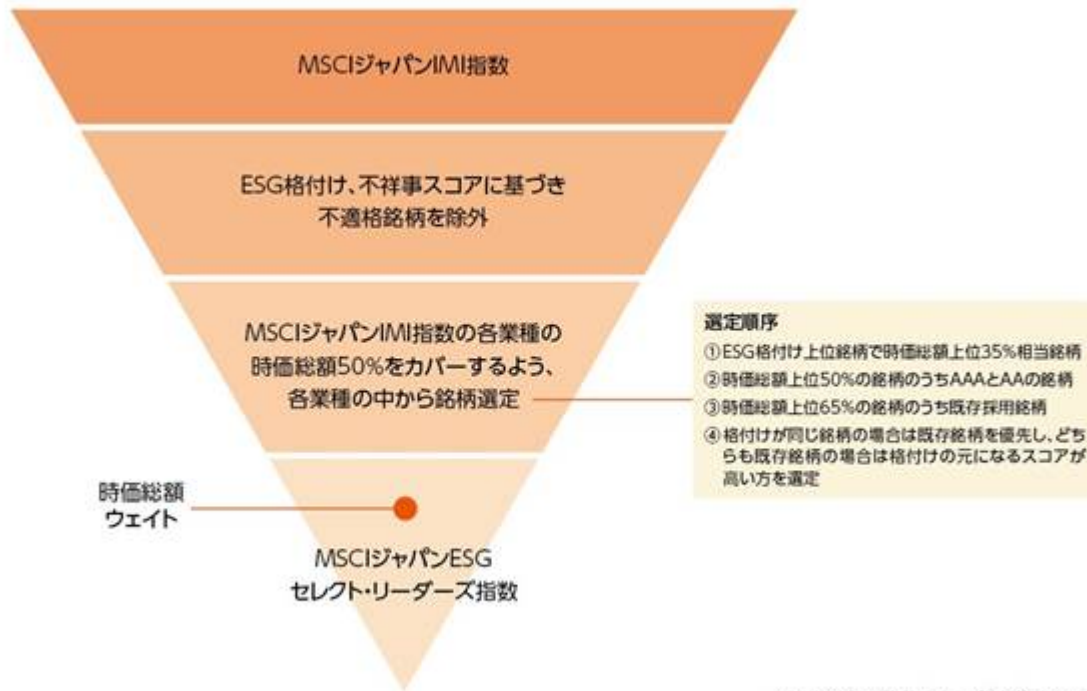 MSCIジャパンIMI指数
ESG格付け、不祥事スコアに基づき
不適格銘柄を除外
MSCIジャパンIMI指数の各業種の
時価総額50%をカバーするよう、
各業種の中から銘柄選定
選定順序
①ESG格付け上位銘柄で時価総額上位35%相当銘柄
②時価総額上位50%の銘柄のうちAAAとAAの銘柄
③時価総額上位65%の銘柄のうち既存採用銘柄
④格付けが同じ銘柄の場合は既存銘柄を優先し、どち
らも既存銘柄の場合は格付けの元になるスコアが
高い方を選定
時価総額
ウェイト
MSCIジャパンESG
セレクト・リーダーズ指数